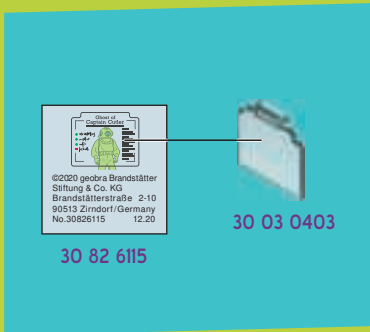 Ghost of
Captain Cutler
©2020 geobra Brandstätter
Stiftung & Co. KG
Brandstätterstraße 2-10
90513 Zirndorf/Germany
No.30826115 12.20
30 82 6115
30 03 0403